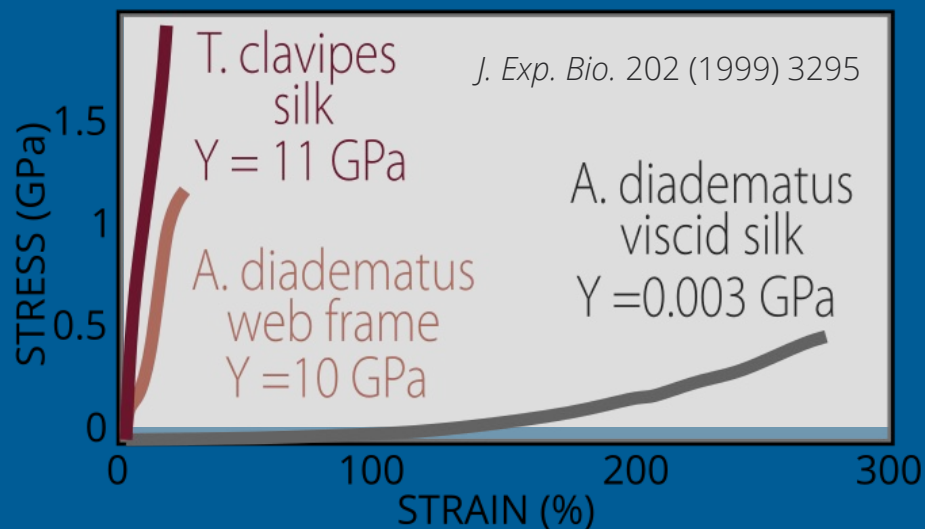 T. clavipes
silk
Y = 11 GPa
J. Exp. Bio. 202 (1999) 3295
A. diadematus
viscid silk
Y =0.003 GPa
A. diadematus
web frame
Y =10 GPa
STRESS (GPa)
1.5
1
0.5
0
0
100
200
300
STRAIN (%)